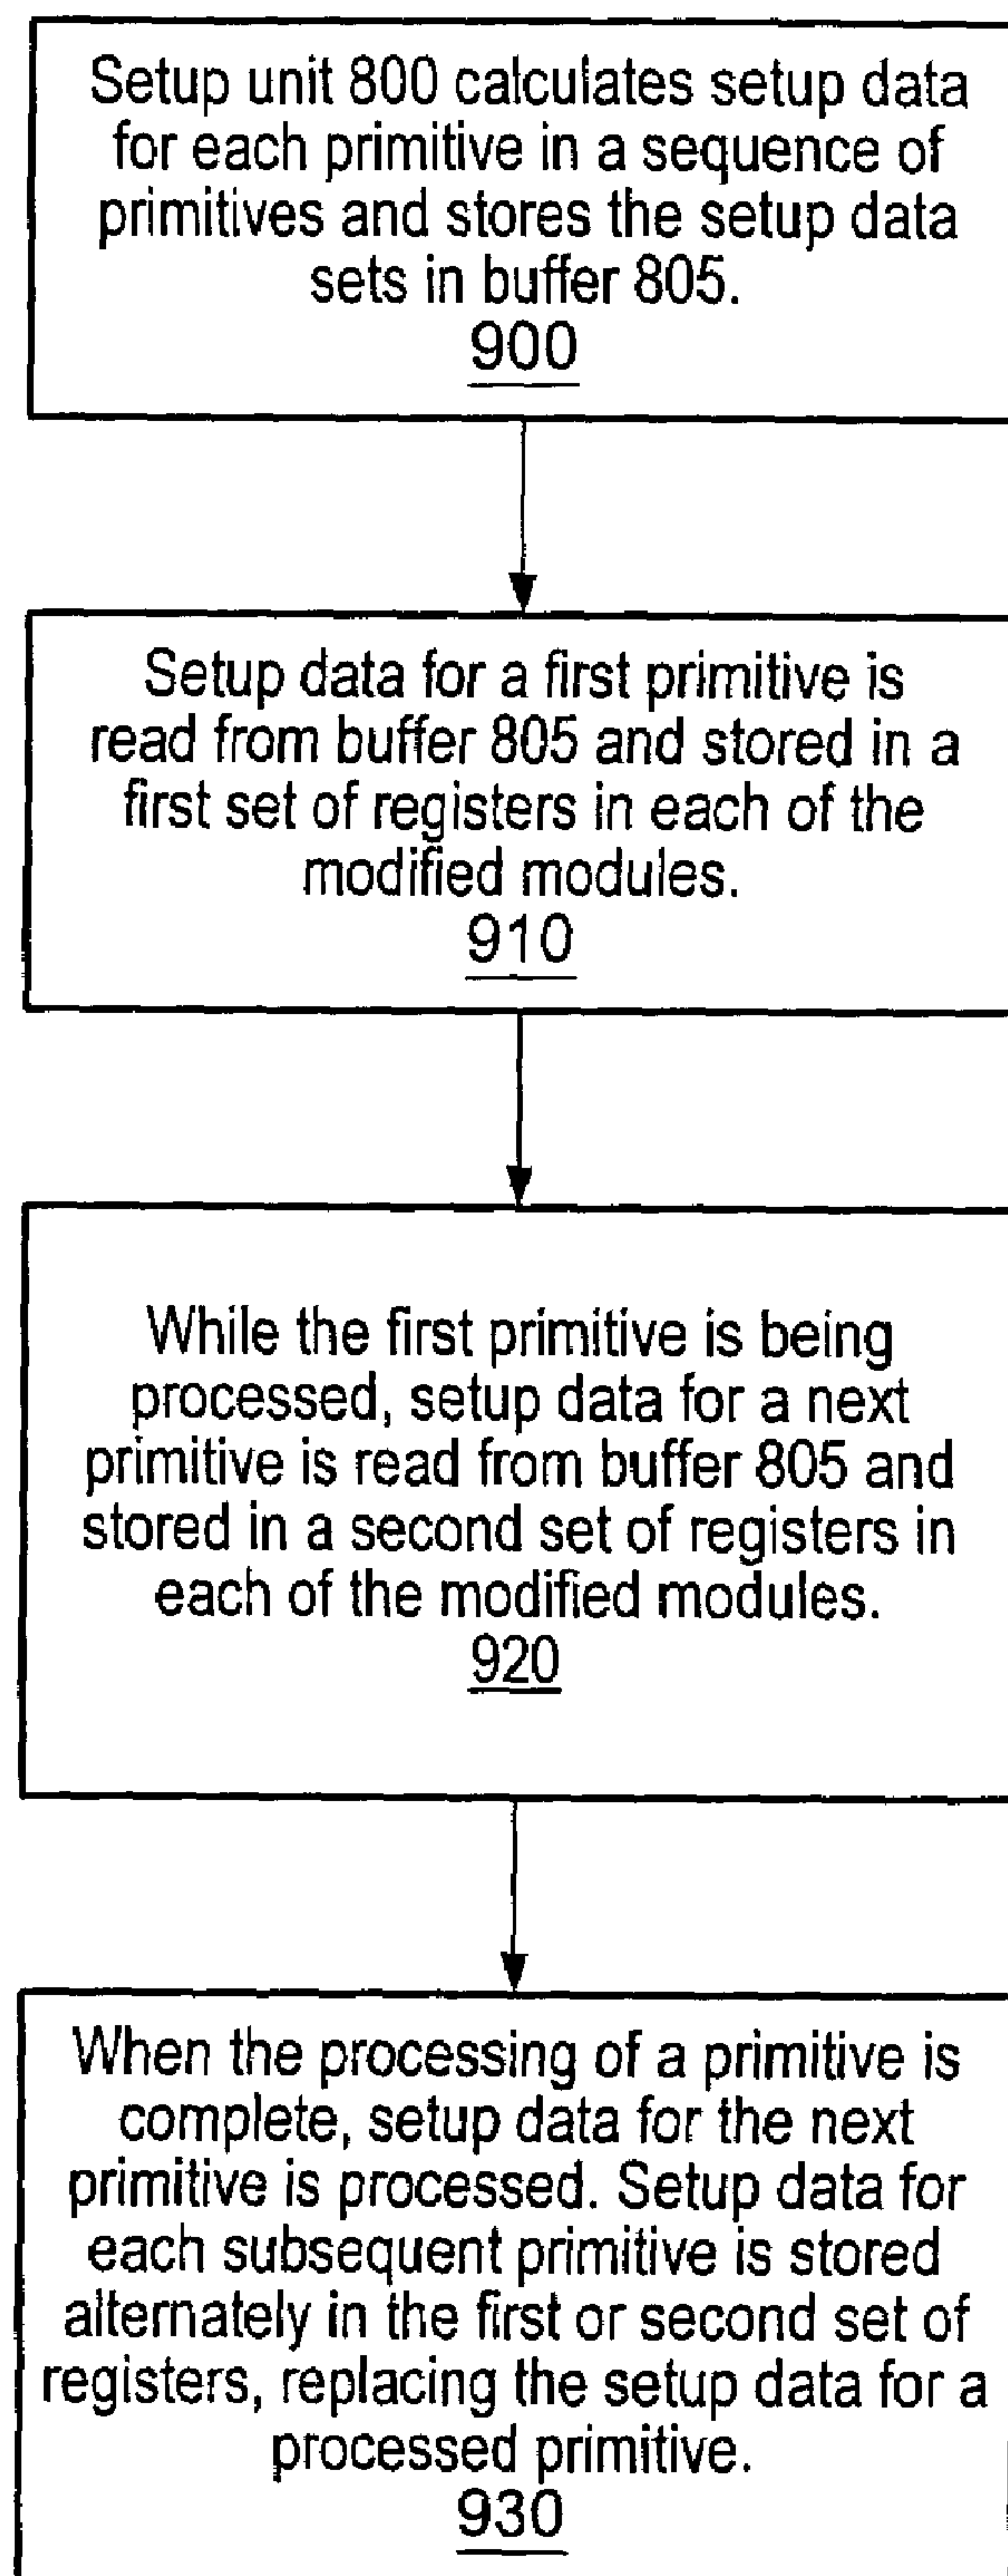 Setup unit 800 calculates setup data
for each primitive in a sequence of
primitives and stores the setup data
sets in buffer 805.
900
Setup data for a first primitive is
read from buffer 805 and stored in a
first set of registers in each of the
modified modules.
910
While the first primitive is being
processed, setup data for a next
primitive is read from buffer 805 and
stored in a second set of registers in
each of the modified modules.
920
When the processing of a primitive is
complete, setup data for the next
primitive is processed. Setup data for
each subsequent primitive is stored
alternately in the first or second set of
registers, replacing the setup data for a
processed primitive.
930